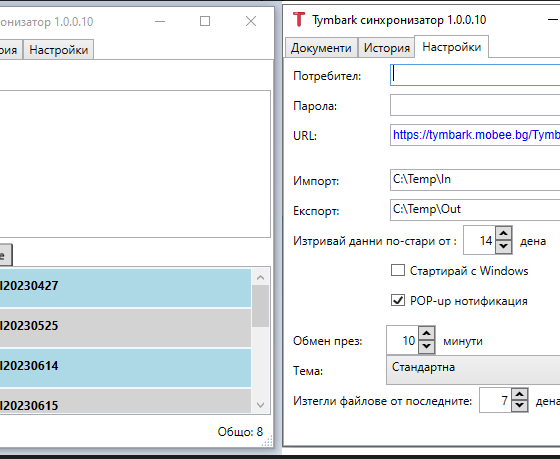 онизатор 1.0.0.10
рия Настройки
е
I20230427
I20230525
I20230614
I20230615
Общо: 8
Tymbark синхронизатор 1.0.0.10
Документи История Настройки
Потребител:
Парола:
URL: https://tymbark.mobee.bg/Tymb
Импорт: C:\Temp\In
Експорт: C:\Temp\Out
Изтривай данни по-стари от : 14 дена
Стартирай с Windows
POP-up нотификация
Обмен през: 10 минути
Тема: Стандартна
Изтегли файлове от последните: 7 дена